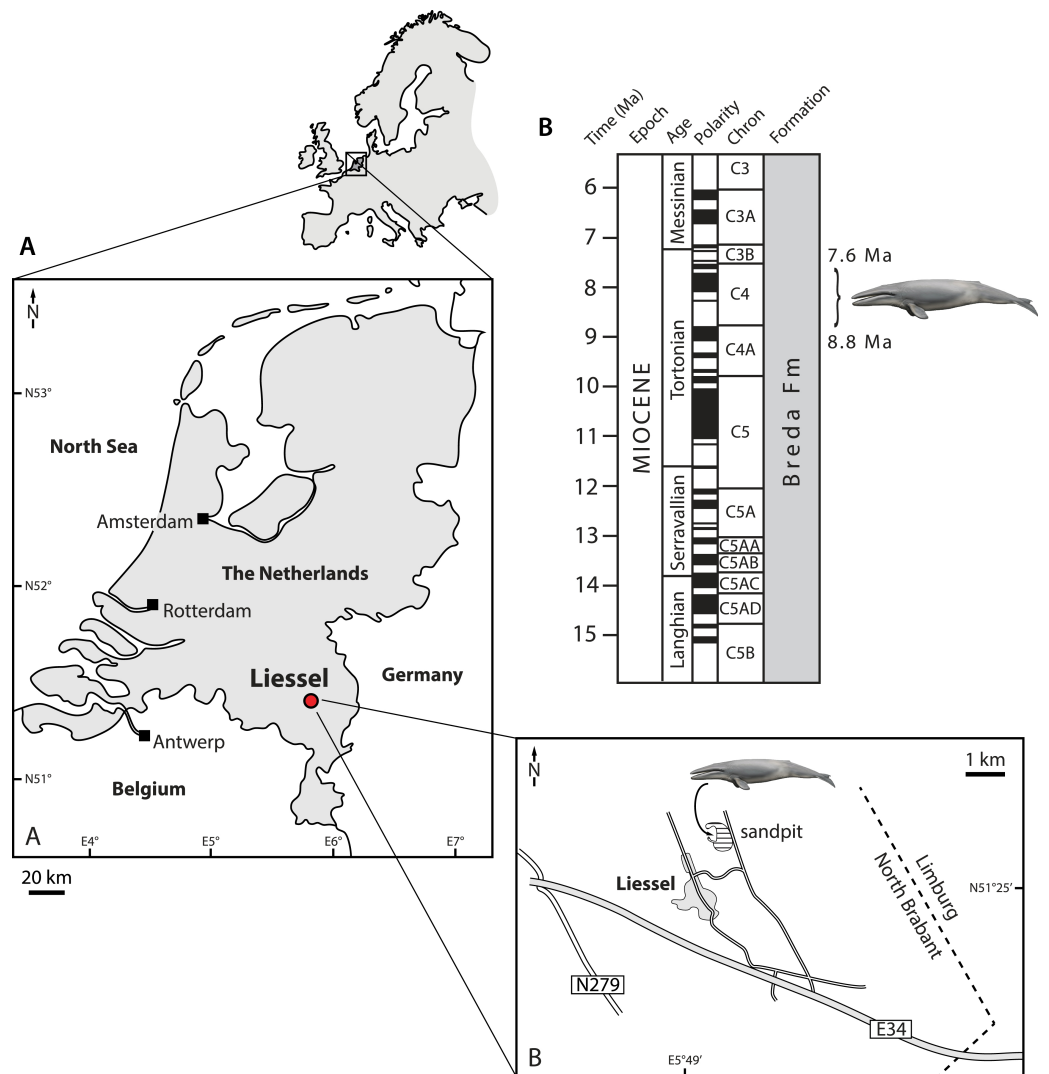 A
B
Time (Ma)
Epoch
Age
Polarity
Chron
Formation
6
7
8
9
10
11
12
13
14
15
MIOCENE
Messinian
Tortonian
Serravallian
Langhian
C3
C3A
C3B
C4
C4A
C5
C5A
C5AA
C5AB
C5AC
C5AD
C5B
Breda Fm
7.6 Ma
8.8 Ma
N
N53°
North Sea
Amsterdam
The Netherlands
N52°
Rotterdam
Liessel
Germany
Antwerp
N51°
Belgium
A
E4°
E5°
E6°
E7°
20 km
N
1 km
sandpit
Liessel
Limburg
North Brabant
N51°25′
N279
E34
B
E5°49′